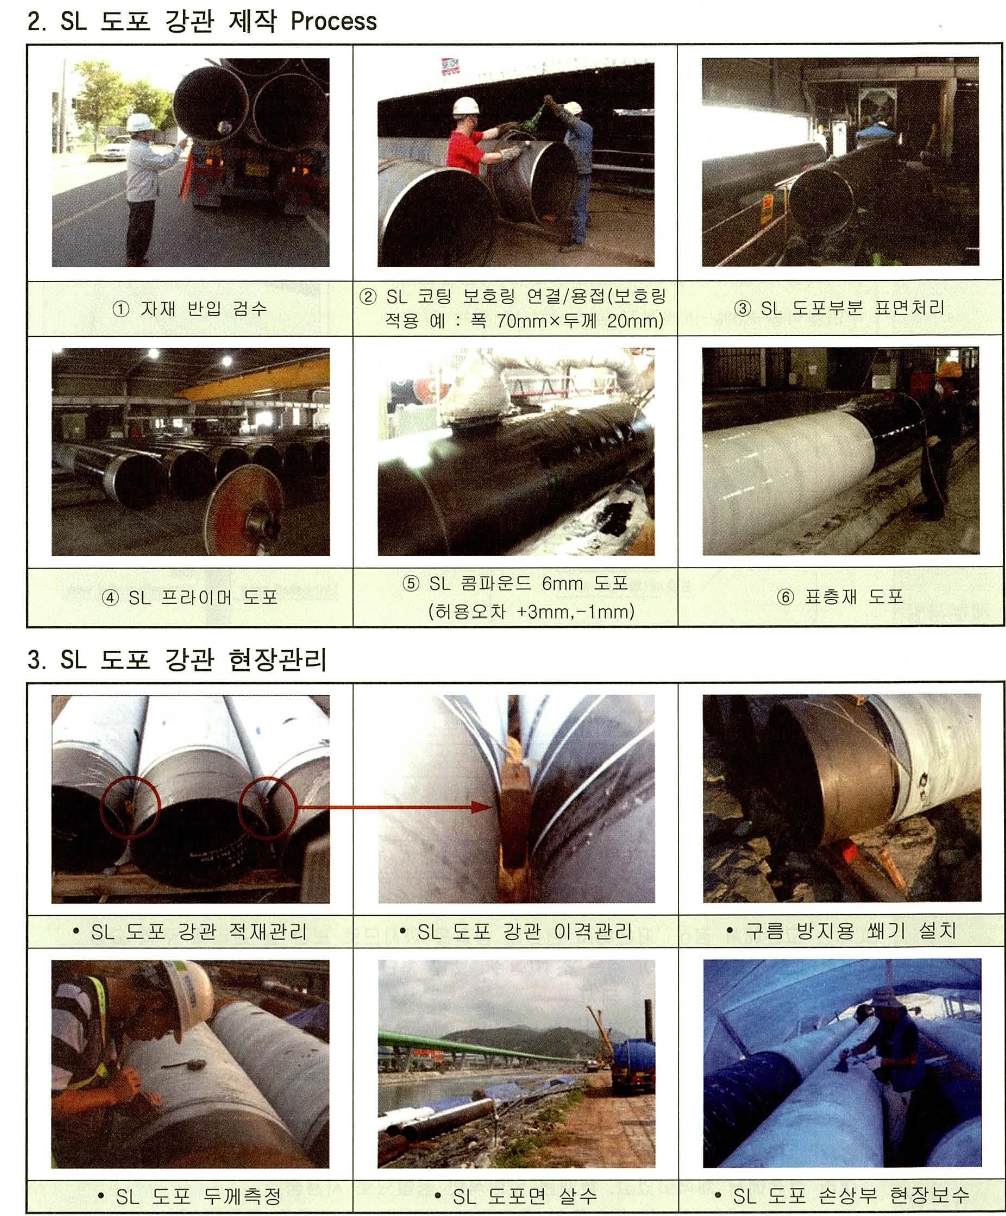 2. SL 도포 강관 제작 Process
① 자재 반입 검수
② SL 코팅 보호링 연결/용접(보호링
적용 예 : 폭 70mm×두께 20mm)
③ SL 도포부분 표면처리
④ SL 프라이머 도포
⑤ SL 콤파운드 6mm 도포
(허용오차 +3mm,-1mm)
⑥ 표층재 도포
3. SL 도포 강관 현장관리
• SL 도포 강관 적재관리
• SL 도포 강관 이격관리
• 구름 방지용 쐐기 설치
• SL 도포 두께측정
• SL 도포면 살수
• SL 도포 손상부 현장보수